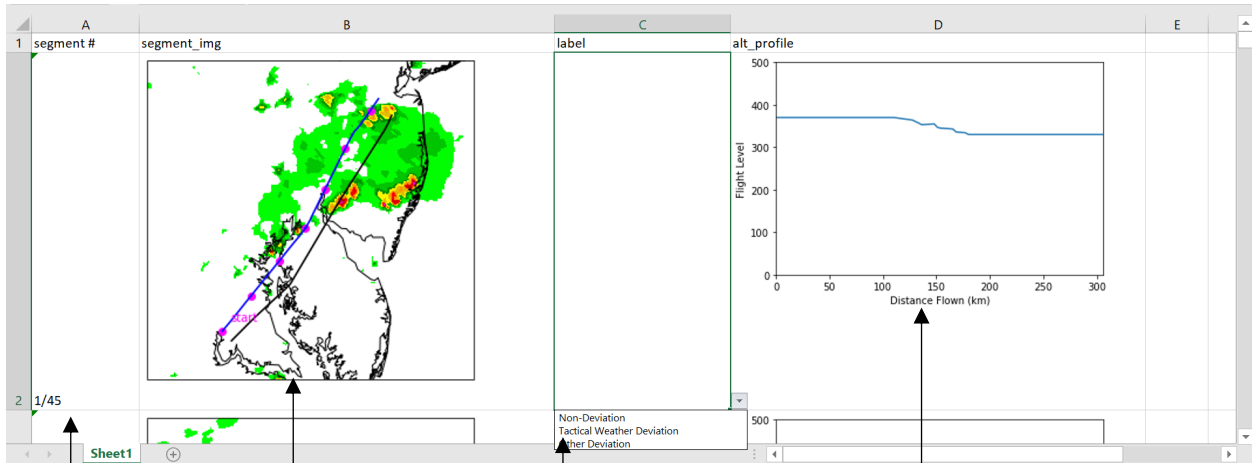 A B C D E
1 segment # segment_img label alt_profile
start
500
400
300
200
100
0
Flight Level
0 50 100 150 200 250 300
Distance Flown (km)
2 1/45
Non-Deviation
Tactical Weather Deviation
Deviation
500
Sheet1